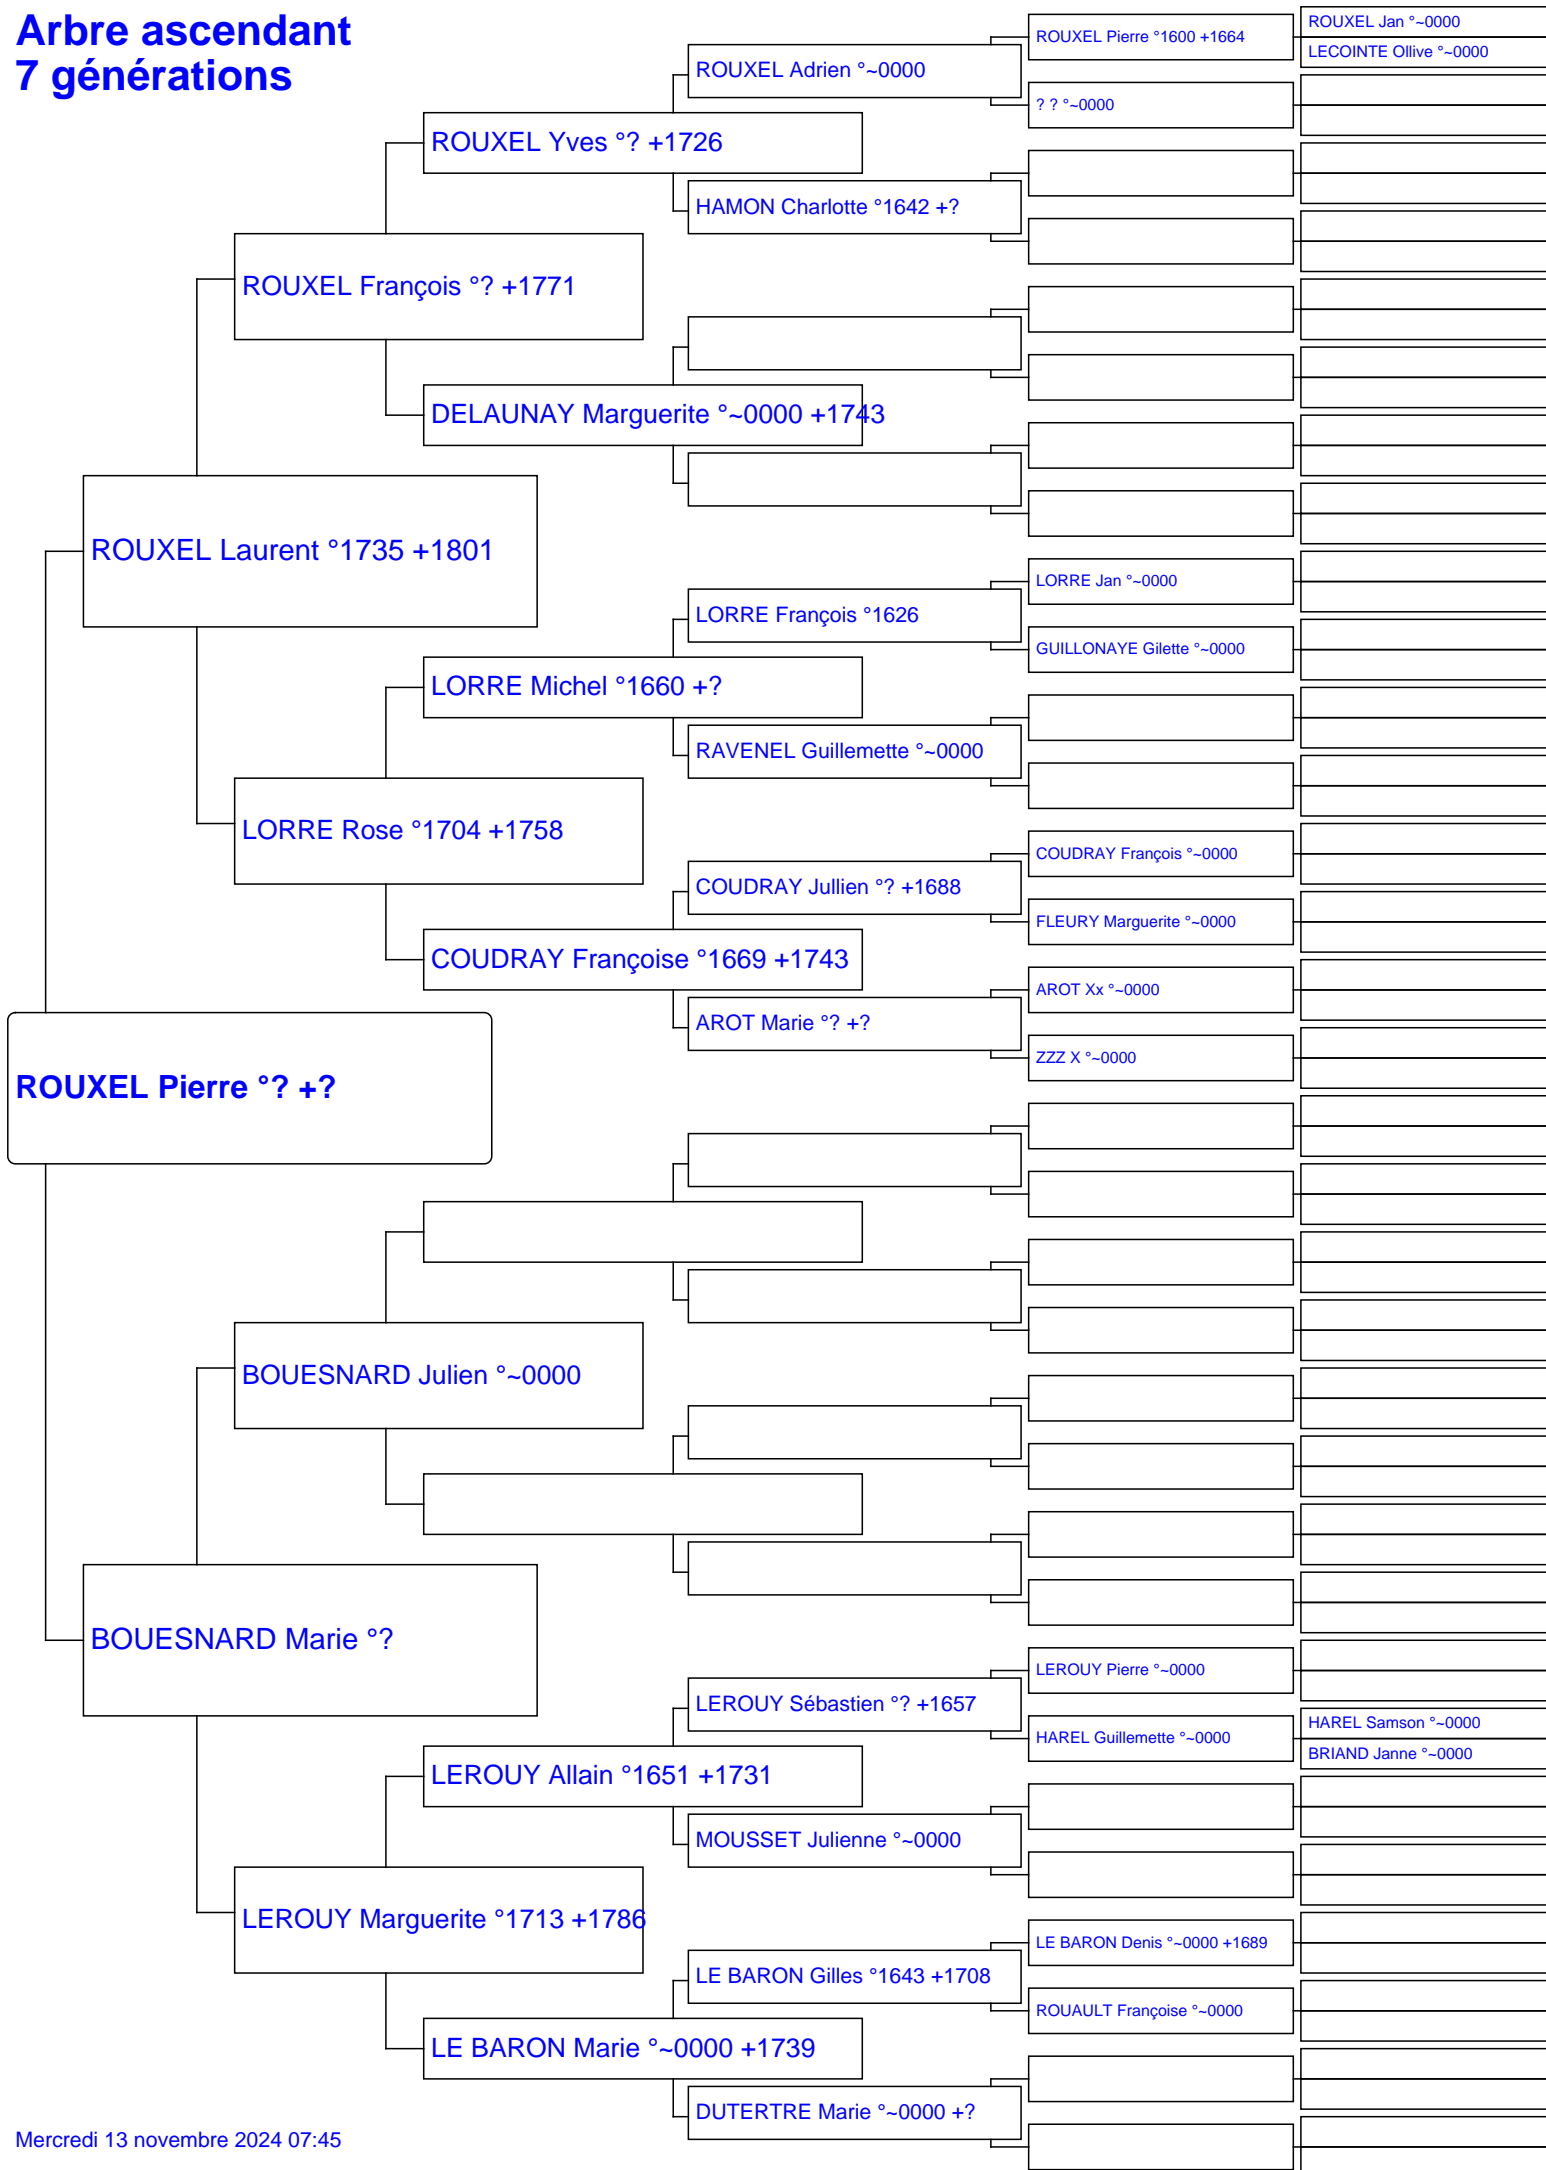 Arbre ascendant
7 générations
ROUXEL Pierre °1600 +1664
ROUXEL Jan °~0000
LECOINTE Ollive °~0000
ROUXEL Adrien °~0000
? ? °~0000
ROUXEL Yves °? +1726
HAMON Charlotte °1642 +?
ROUXEL François °? +1771
DELAUNAY Marguerite °~0000 +1743
ROUXEL Laurent °1735 +1801
LORRE Jan °~0000
LORRE François °1626
GUILLONAYE Gilette °~0000
LORRE Michel °1660 +?
RAVENEL Guillemette °~0000
LORRE Rose °1704 +1758
COUDRAY François °~0000
COUDRAY Jullien °? +1688
FLEURY Marguerite °~0000
COUDRAY Françoise °1669 +1743
AROT Xx °~0000
AROT Marie °? +?
ZZZ X °~0000
ROUXEL Pierre °? +?
BOUESNARD Julien °~0000
BOUESNARD Marie °?
LEROUY Pierre °~0000
LEROUY Sébastien °? +1657
HAREL Guillemette °~0000
HAREL Samson °~0000
BRIAND Janne °~0000
LEROUY Allain °1651 +1731
MOUSSET Julienne °~0000
LEROUY Marguerite °1713 +1786
LE BARON Denis °~0000 +1689
LE BARON Gilles °1643 +1708
ROUAULT Françoise °~0000
LE BARON Marie °~0000 +1739
DUTERTRE Marie °~0000 +?
Mercredi 13 novembre 2024 07:45